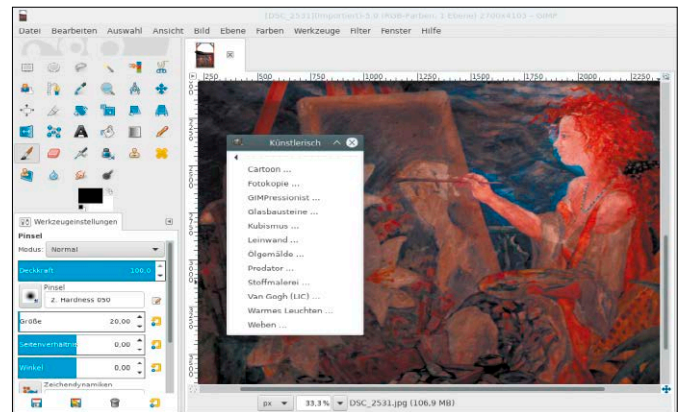 [DSC_2531](importiert)-3.0 (RGB-Farben, 1 Ebene) 2700x4103 – GIMP
Datei Bearbeiten Auswahl Ansicht Bild Ebene Farben Werkzeuge Filter Fenster Hilfe
250 500 750 1000 1250 1500 1750 2000 2250
Künstlerisch
Cartoon ...
Fotokopie ...
GIMPressionist ...
Glasbausteine ...
Kubismus ...
Leinwand ...
Ölgemälde ...
Predator ...
Stoffmalerei ...
Van Gogh (LIC) ...
Warmes Leuchten ...
Weben ...
Werkzeugeinstellungen
Pinsel
Modus: Normal
Deckkraft 100,0
Pinsel
2. Hardness 050
Größe 20,00
Seitenverhältnis 0,00
Winkel 0,00
Zeichendynamiken
px 33,3 % DSC_2531.jpg (106,9 MB)